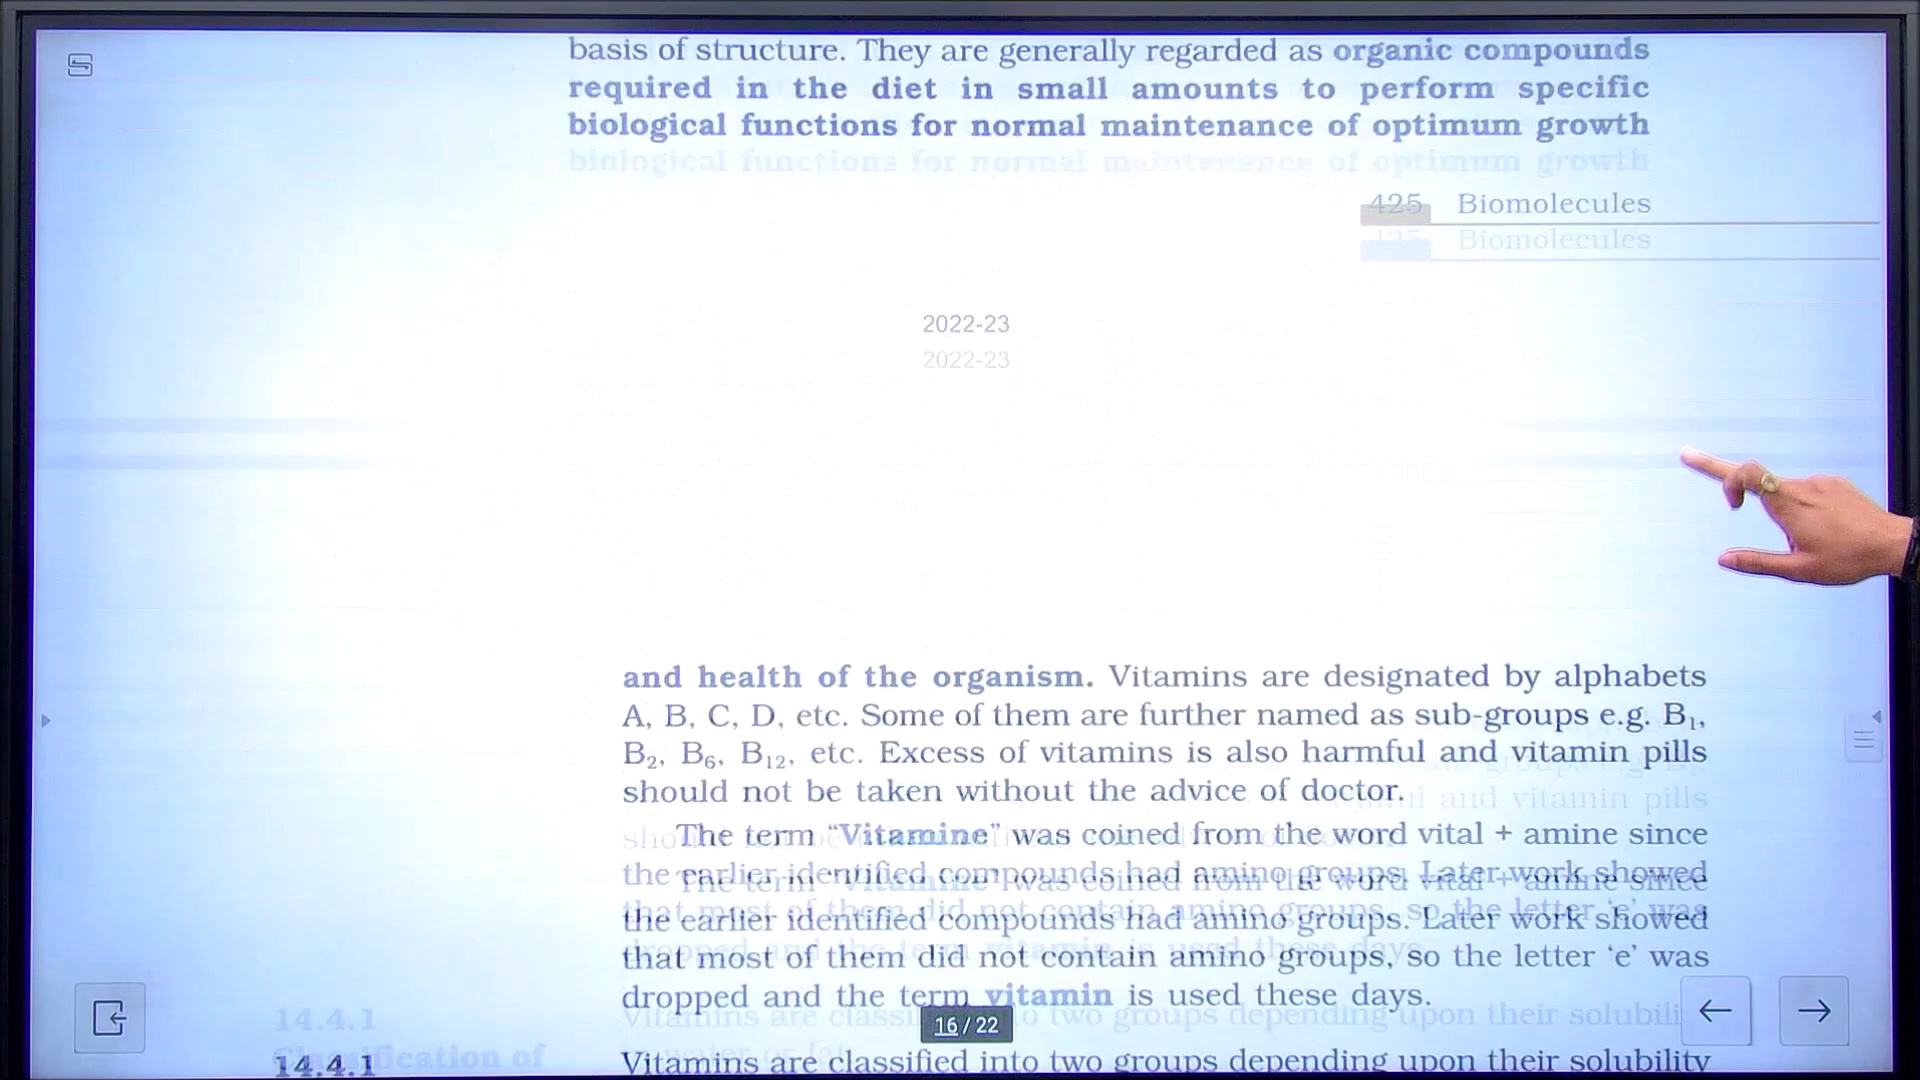 basis of structure. They are generally regarded as organic compounds
required in the diet in small amounts to perform specific
biological functions for normal maintenance of optimum growth
425 Biomolecules
2022-23
and health of the organism. Vitamins are designated by alphabets
A, B, C, D, etc. Some of them are further named as sub-groups e.g. B₁,
B₂, B₆, B₁₂, etc. Excess of vitamins is also harmful and vitamin pills
should not be taken without the advice of doctor.
The term “Vitamine” was coined from the word vital + amine since
the earlier identified compounds had amino groups. Later work showed
that most of them did not contain amino groups, so the letter ‘e’ was
dropped and the term vitamin is used these days.
16 / 22
14.4.1
Classification of
Vitamins are classified into two groups depending upon their solubility